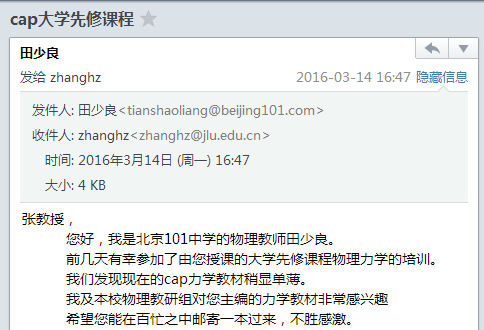 cap大学先修课程
田少良
发给 zhanghz 2016-03-14 16:47 隐藏信息
发件人: 田少良<tianshaoliang@beijing101.com>
收件人: zhanghz<zhanghz@jlu.edu.cn>
时间: 2016年3月14日 (周一) 16:47
大小: 4 KB
张教授，
您好，我是北京101中学的物理教师田少良。
前几天有幸参加了由您授课的大学先修课程物理力学的培训。
我们发现现在的cap力学教材稍显单薄。
我及本校物理教研组对您主编的力学教材非常感兴趣
希望您能在百忙之中邮寄一本过来，不胜感激。